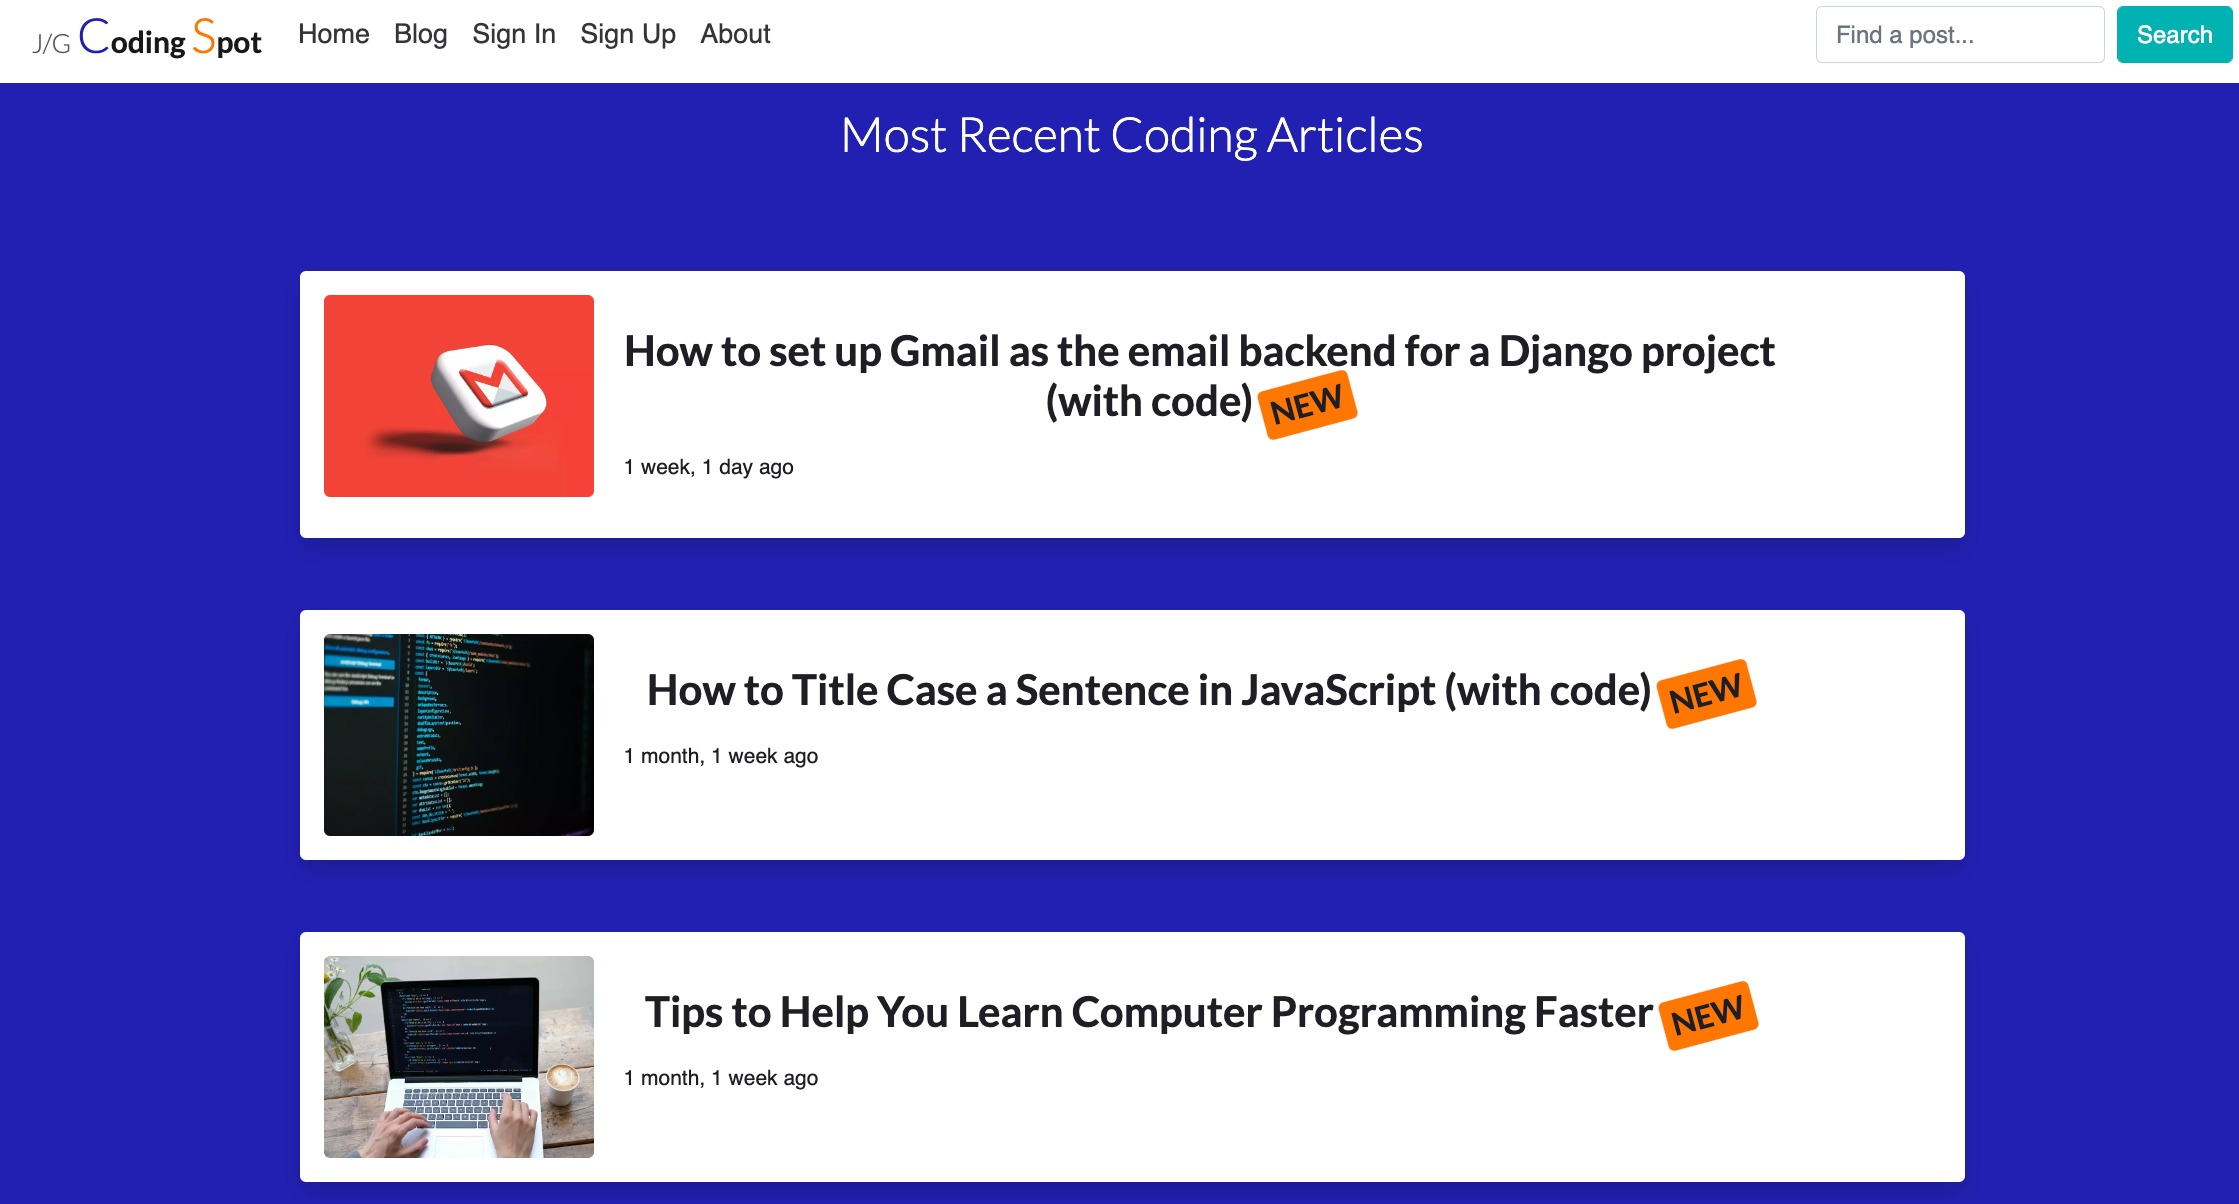 J/G Coding Spot Home Blog Sign In Sign Up About Find a post... Search
Most Recent Coding Articles
How to set up Gmail as the email backend for a Django project
(with code) NEW
1 week, 1 day ago
How to Title Case a Sentence in JavaScript (with code) NEW
1 month, 1 week ago
Tips to Help You Learn Computer Programming Faster NEW
1 month, 1 week ago